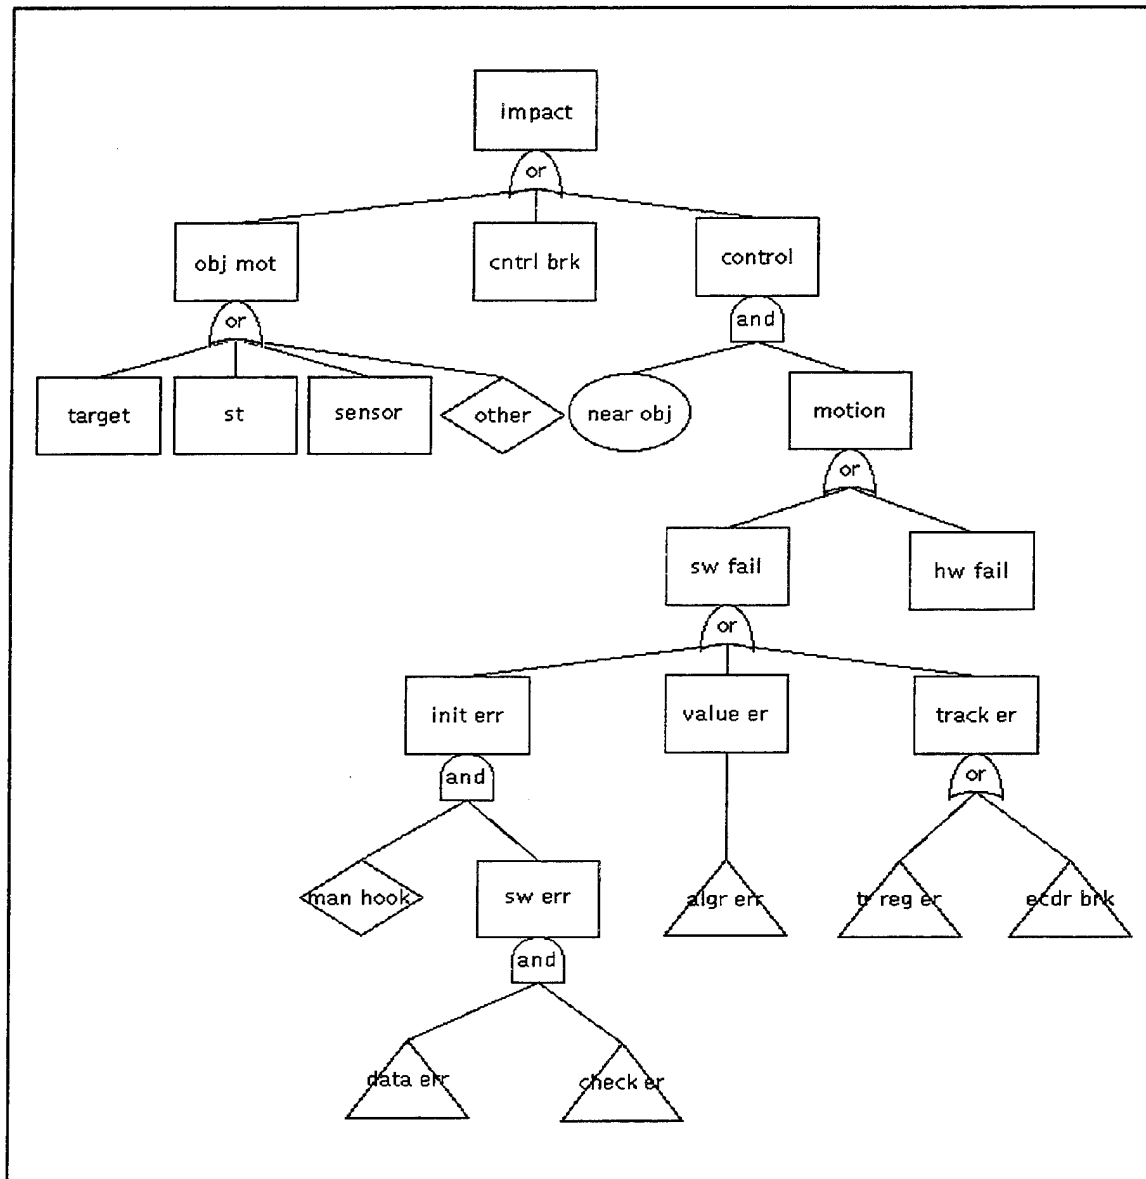 impact
or
obj mot
cntrl brk
control
or
and
target
st
sensor
other
near obj
motion
or
sw fail
hw fail
or
init err
value er
track er
and
or
man hook
sw err
algr err
tr reg er
ecdr brk
and
data err
check er